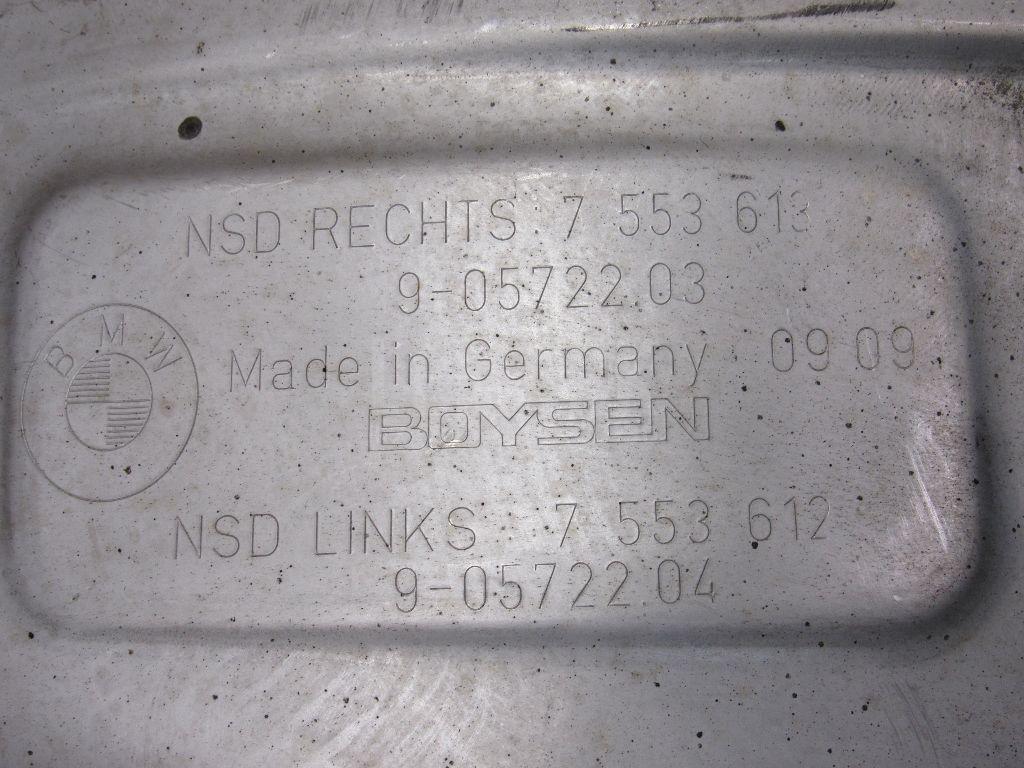 NSD RECHTS 7 553 613
9-05722.03
BMW
Made in Germany 09 09
BOYSEN
NSD LINKS 7 553 612
9-05722.04